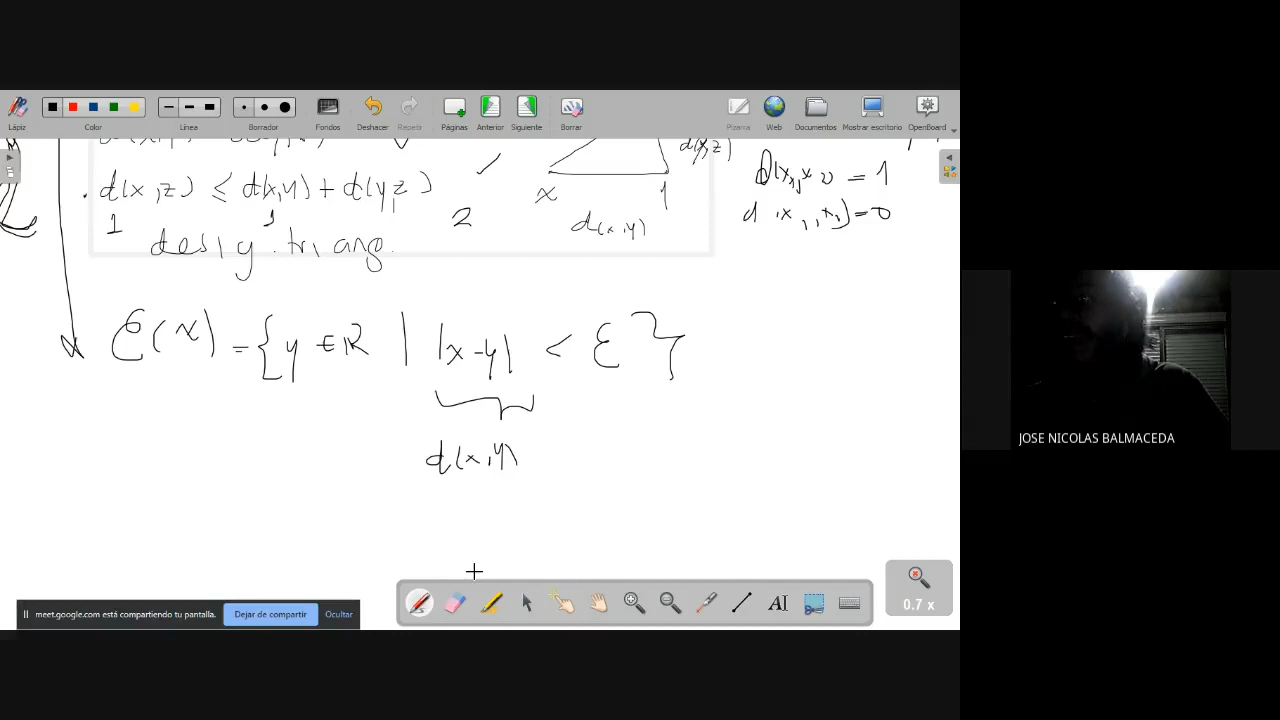 Lápiz Color Línea Borrador Fondos Deshacer Repetir Páginas Anterior Siguiente Borrar Pizarra Web Documentos Mostrar escritorio OpenBoard
d(x,z) ≤ d(x,y) + d(y,z)
1 1 2
x
d(x,y)
= 1
= 0
desig. triang.
ε(x) = { y ∈ ℝ | |x-y| < ε }
d(x,y)
JOSE NICOLAS BALMACEDA
AI
0.7 x
meet.google.com está compartiendo tu pantalla. Dejar de compartir Ocultar